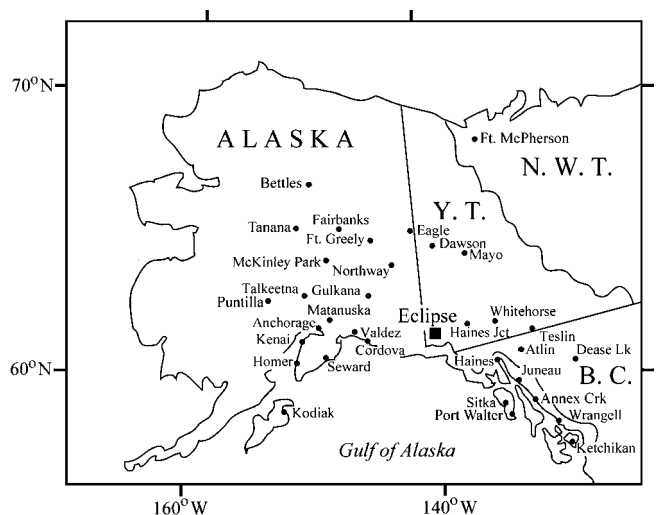 70°N
ALASKA
Ft. McPherson
N. W. T.
Bettles
Y. T.
Fairbanks
Tanana
Eagle
Ft. Greely
Dawson
Mayo
McKinley Park
Northway
Talkeetna
Gulkana
Puntilla
Matanuska
Eclipse
Whitehorse
Anchorage
Valdez
Haines Jct
Teslin
Kenai
Cordova
Atlin
Dease Lk
60°N
Homer
Seward
Haines
Juneau
B. C.
Sitka
Annex Crk
Kodiak
Port Walter
Wrangell
Gulf of Alaska
Ketchikan
160°W
140°W